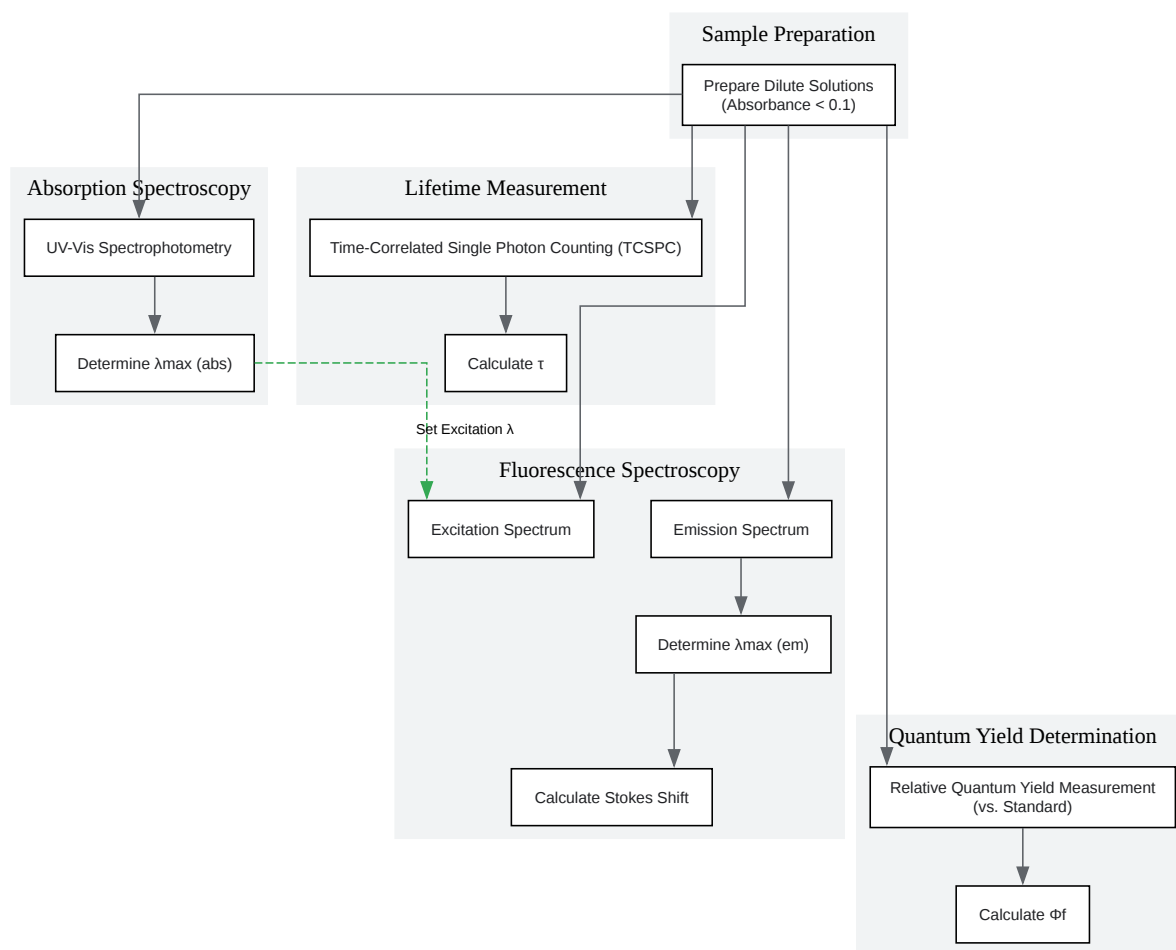 Sample Preparation
Prepare Dilute Solutions
(Absorbance < 0.1)
Absorption Spectroscopy
Lifetime Measurement
UV-Vis Spectrophotometry
Time-Correlated Single Photon Counting (TCSPC)
Determine λmax (abs)
Calculate τ
Set Excitation λ
Fluorescence Spectroscopy
Excitation Spectrum
Emission Spectrum
Determine λmax (em)
Quantum Yield Determination
Calculate Stokes Shift
Relative Quantum Yield Measurement
(vs. Standard)
Calculate Φf